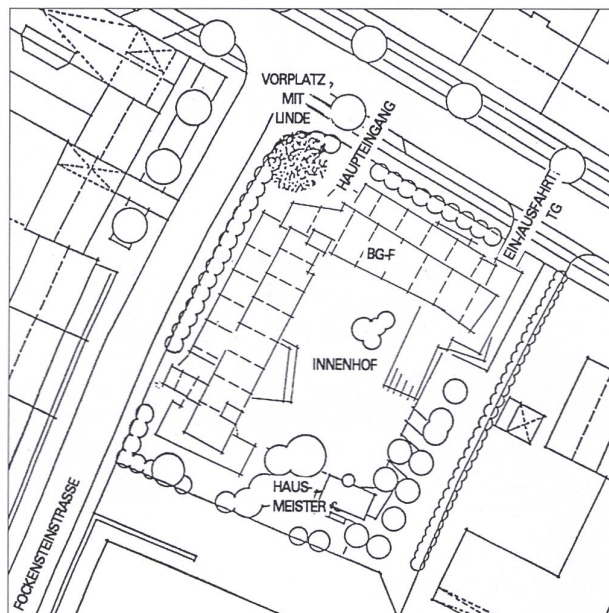 VORPLATZ
MIT
LINDE
HAUPTEINGANG
EIN-/AUSFAHRT
TG
BG-F
INNENHOF
HAUS-
MEISTER
FOCKENSTEINSTRASSE